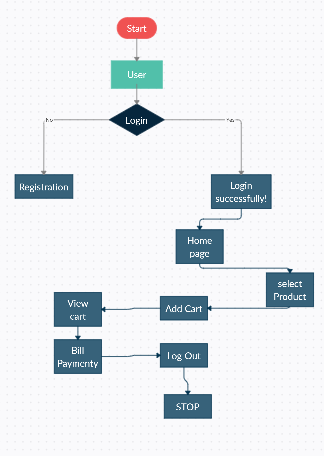 Start
User
Login
No
Yes
Registration
Login
successfully!
Home
page
select
Product
View
cart
Add Cart
Bill
Paymenty
Log Out
STOP